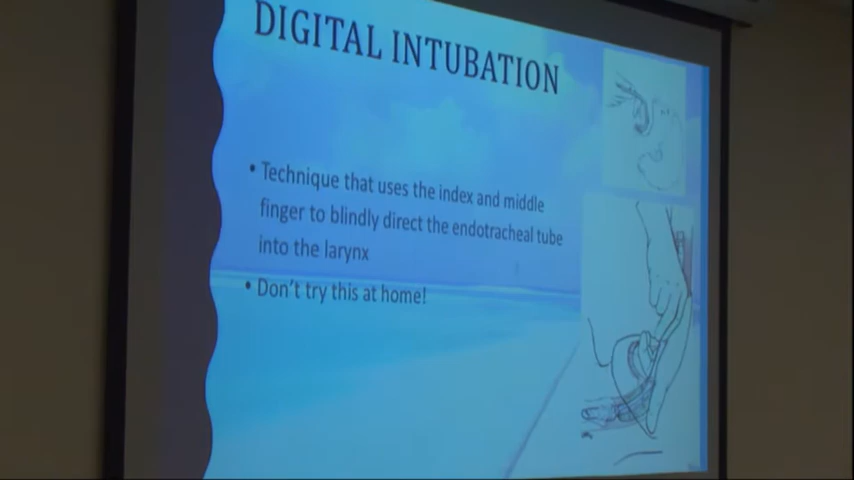 DIGITAL INTUBATION
• Technique that uses the index and middle
finger to blindly direct the endotracheal tube
into the larynx
• Don't try this at home!